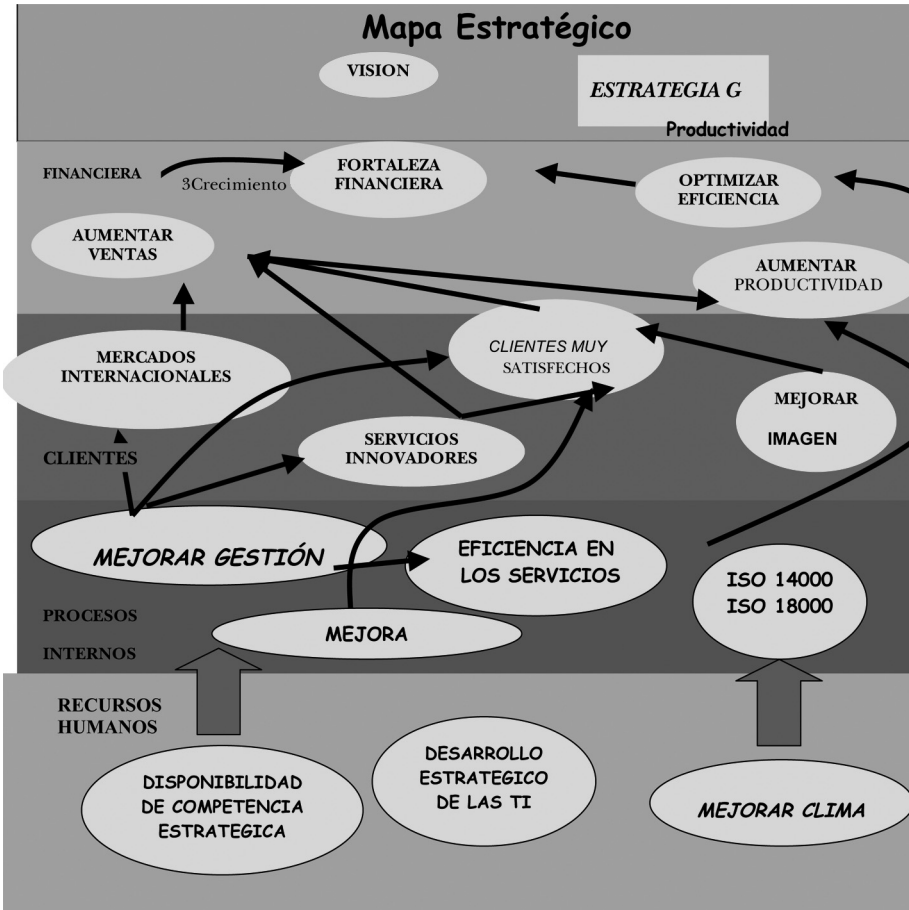 Mapa Estratégico
VISION
ESTRATEGIA G
Productividad
FINANCIERA
3Crecimiento
FORTALEZA
FINANCIERA
OPTIMIZAR
EFICIENCIA
AUMENTAR
VENTAS
AUMENTAR
PRODUCTIVIDAD
MERCADOS
INTERNACIONALES
CLIENTES MUY
SATISFECHOS
MEJORAR
IMAGEN
CLIENTES
SERVICIOS
INNOVADORES
MEJORAR GESTIÓN
EFICIENCIA EN
LOS SERVICIOS
ISO 14000
ISO 18000
PROCESOS
INTERNOS
MEJORA
RECURSOS
HUMANOS
DISPONIBILIDAD
DE COMPETENCIA
ESTRATEGICA
DESARROLLO
ESTRATEGICO
DE LAS TI
MEJORAR CLIMA